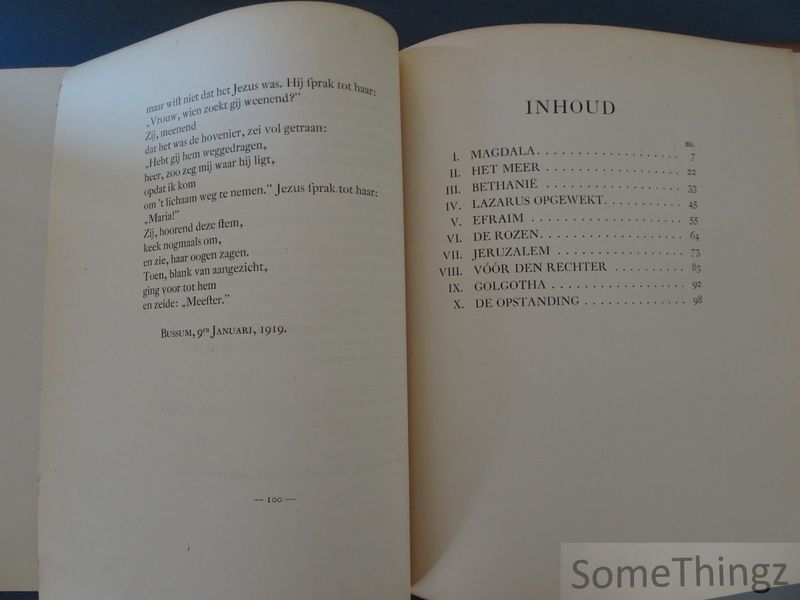 maar wiſt niet dat het Jezus was. Hij ſprak tot haar:
„Vrouw, wien zoekt gij weenend?”
Zij, meenend
dat het was de hovenier, zei vol getraan:
„Hebt gij hem weggedragen,
heer, zoo zeg mij waar hij ligt,
opdat ik kom
om 't lichaam weg te nemen.” Jezus ſprak tot haar:
„Maria!”
Zij, hoorend deze ſtem,
keek nogmaals om,
en zie, haar oogen zagen.
Toen, blank van aangezicht,
ging voor tot hem
en zeide: „Meeſter.”
Bussum, 9en Januari, 1919.
— 100 —
INHOUD
Blz.
I. MAGDALA. . . . . . . . . . . . . . . . . . 7
II. HET MEER . . . . . . . . . . . . . . . . . 22
III. BETHANIË . . . . . . . . . . . . . . . . . 33
IV. LAZARUS OPGEWEKT. . . . . . . . . . 45
V. EFRAIM . . . . . . . . . . . . . . . . . . 55
VI. DE ROZEN. . . . . . . . . . . . . . . . . 64
VII. JERUZALEM . . . . . . . . . . . . . . . 73
VIII. VÓÓR DEN RECHTER . . . . . . . . . . 83
IX. GOLGOTHA . . . . . . . . . . . . . . . . 92
X. DE OPSTANDING . . . . . . . . . . . . . 98
SomeThingz